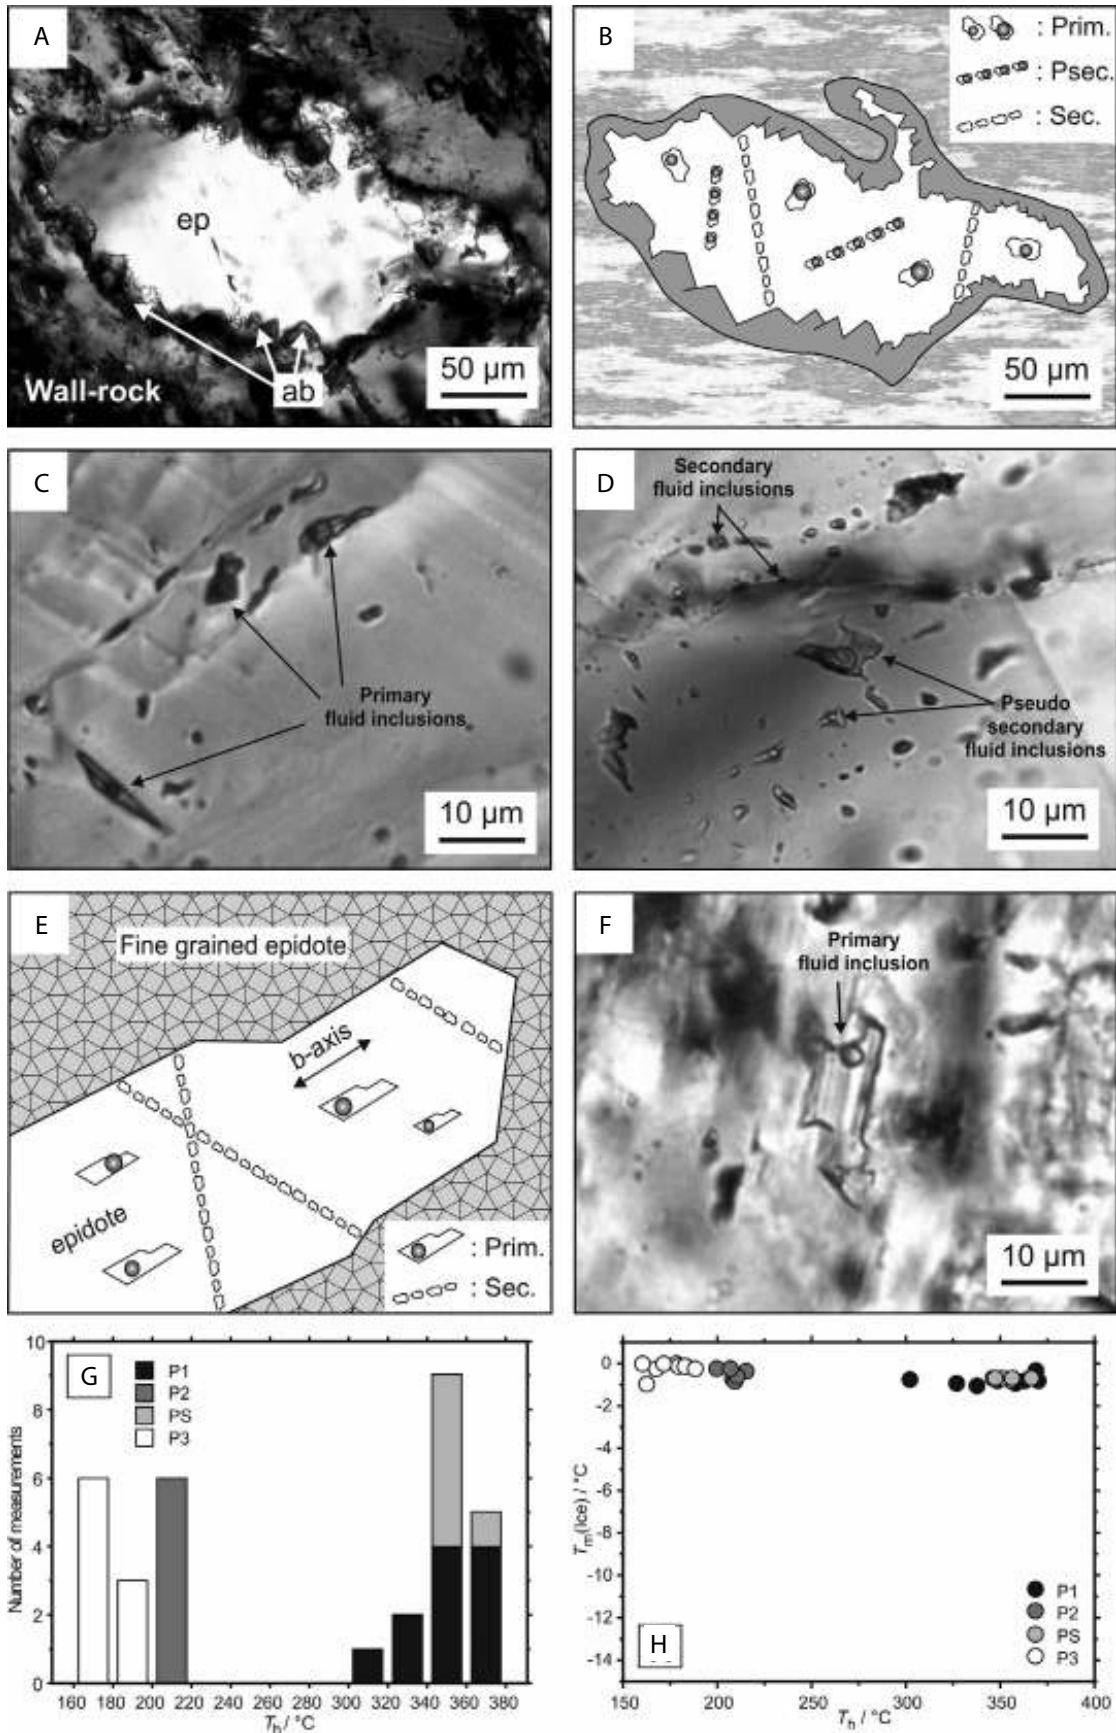 A
ep
50 µm
Wall-rock
ab
B
: Prim.
: Psec.
: Sec.
50 µm
C
Primary
fluid inclusions
10 µm
D
Secondary
fluid inclusions
Pseudo
secondary
fluid inclusions
10 µm
E
Fine grained epidote
b-axis
epidote
: Prim.
: Sec.
F
Primary
fluid inclusion
10 µm
G
P1
P2
PS
P3
Number of measurements
10
8
6
4
2
0
160 180 200 220 240 260 280 300 320 340 360 380
Th / °C
H
Tm(Ice) / °C
0
-2
-4
-6
-8
-10
-12
-14
P1
P2
PS
P3
150 200 250 300 350 400
Th / °C